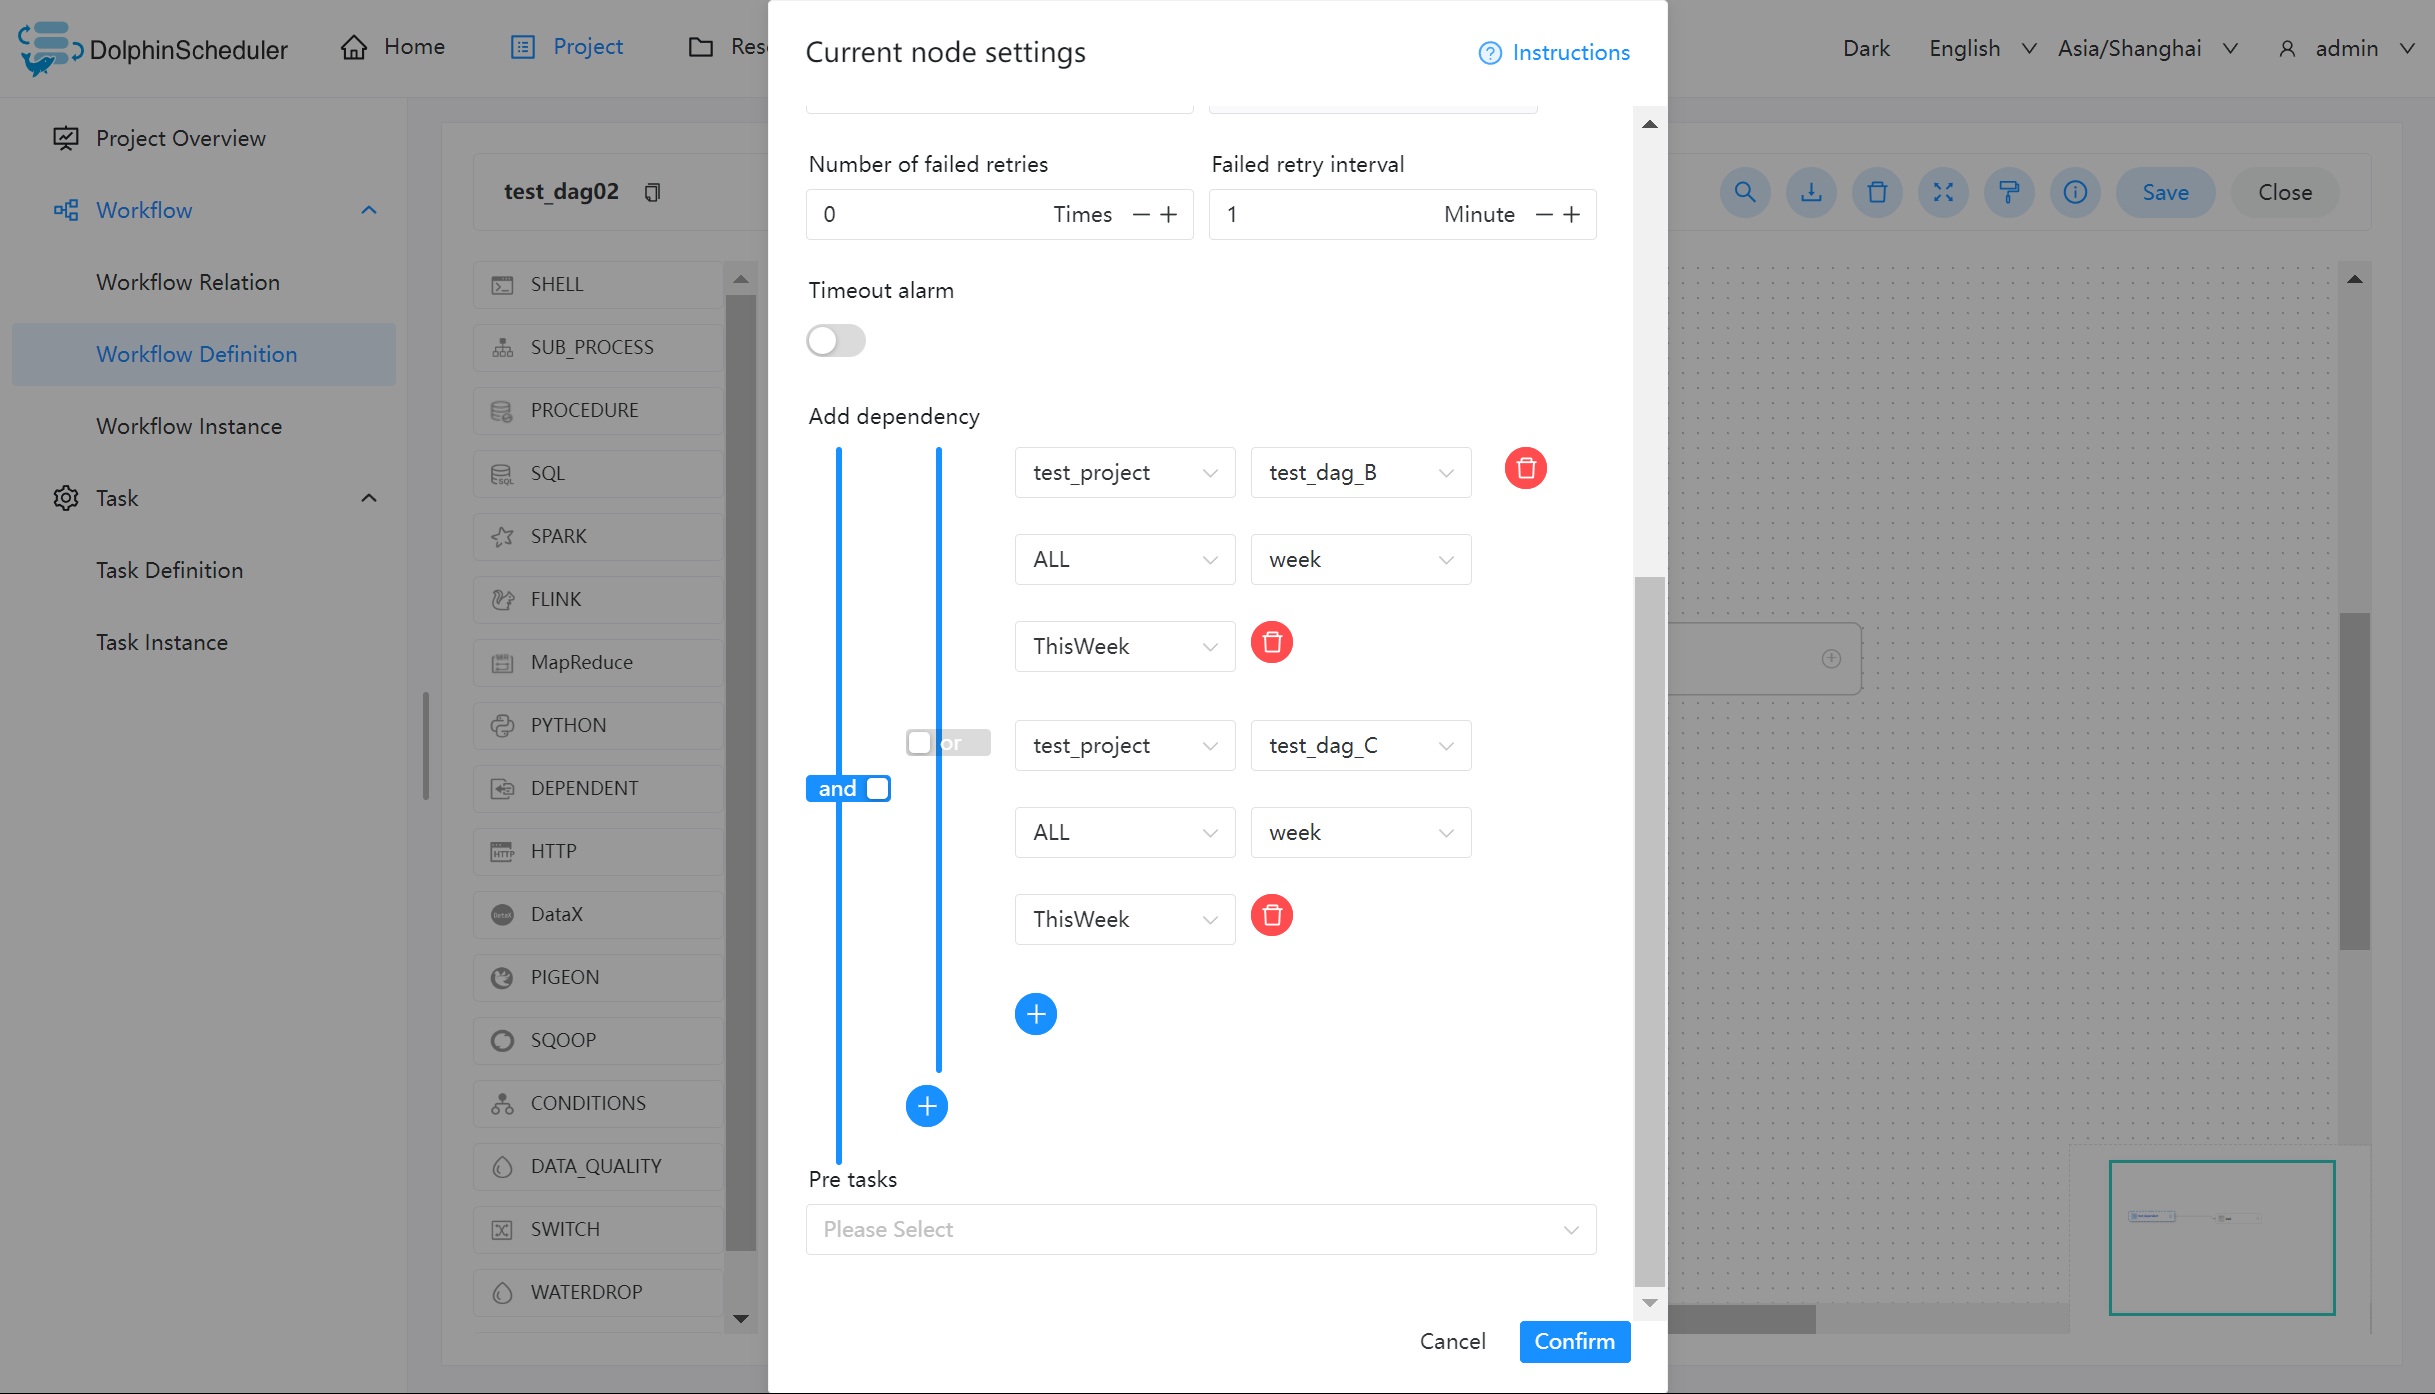 DolphinScheduler
Home
Project
Res
Dark
English
Asia/Shanghai
admin
Project Overview
Workflow
Workflow Relation
Workflow Definition
Workflow Instance
Task
Task Definition
Task Instance
test_dag02
Save
Close
SHELL
SUB_PROCESS
PROCEDURE
SQL
SPARK
FLINK
MapReduce
PYTHON
DEPENDENT
HTTP
DataX
PIGEON
SQOOP
CONDITIONS
DATA_QUALITY
SWITCH
WATERDROP
Current node settings
Instructions
Number of failed retries
Failed retry interval
0 Times
1 Minute
Timeout alarm
Add dependency
test_project
test_dag_B
ALL
week
ThisWeek
or
test_project
test_dag_C
and
ALL
week
ThisWeek
Pre tasks
Please Select
Cancel
Confirm